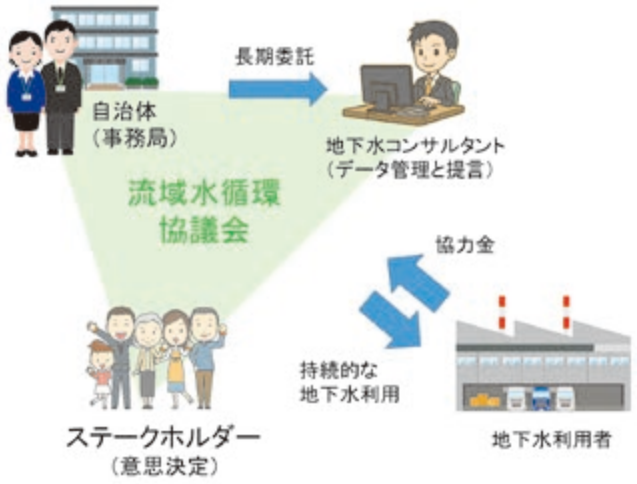 長期委託
自治体
（事務局）
地下水コンサルタント
（データ管理と提言）
流域水循環
協議会
協力金
持続的な
地下水利用
ステークホルダー
（意思決定）
地下水利用者